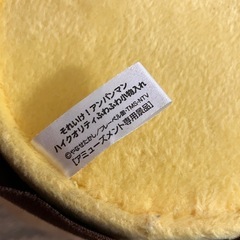 それいけ！アンパンマン
ハイクオリティふわふわ小物入れ
©やなせたかし/フレーベル館・TMS・NTV
[アミューズメント専用景品]